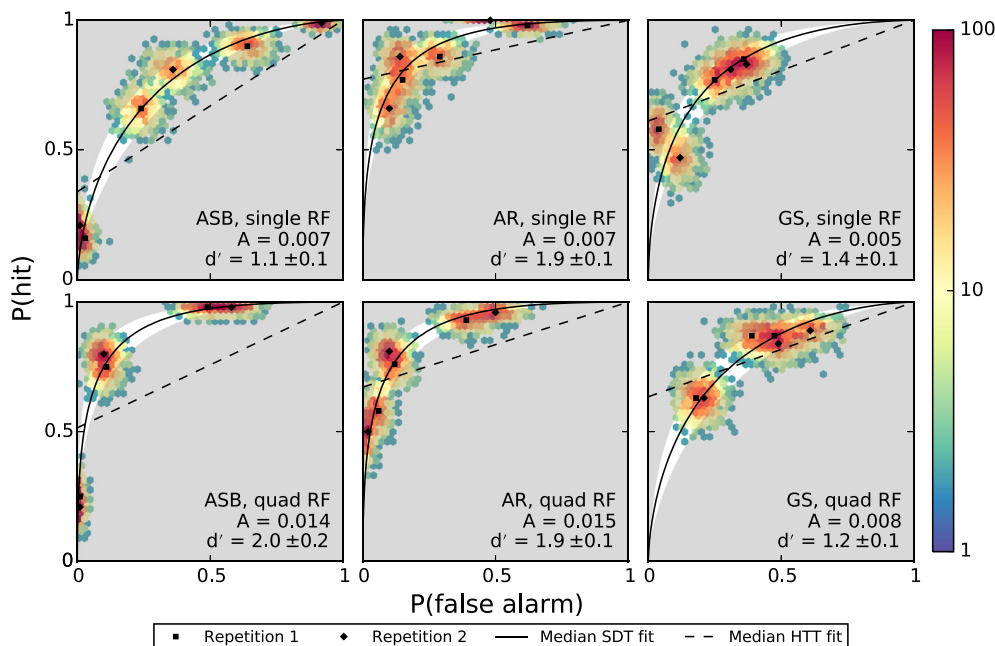 1
0.5
0
ASB, single RF
A = 0.007
d′ = 1.1 ±0.1
AR, single RF
A = 0.007
d′ = 1.9 ±0.1
GS, single RF
A = 0.005
d′ = 1.4 ±0.1
P(hit)
1
0.5
0
ASB, quad RF
A = 0.014
d′ = 2.0 ±0.2
AR, quad RF
A = 0.015
d′ = 1.9 ±0.1
GS, quad RF
A = 0.008
d′ = 1.2 ±0.1
0 0.5 1
0 0.5 1
0 0.5 1
P(false alarm)
100
10
1
Repetition 1 Repetition 2 Median SDT fit Median HTT fit